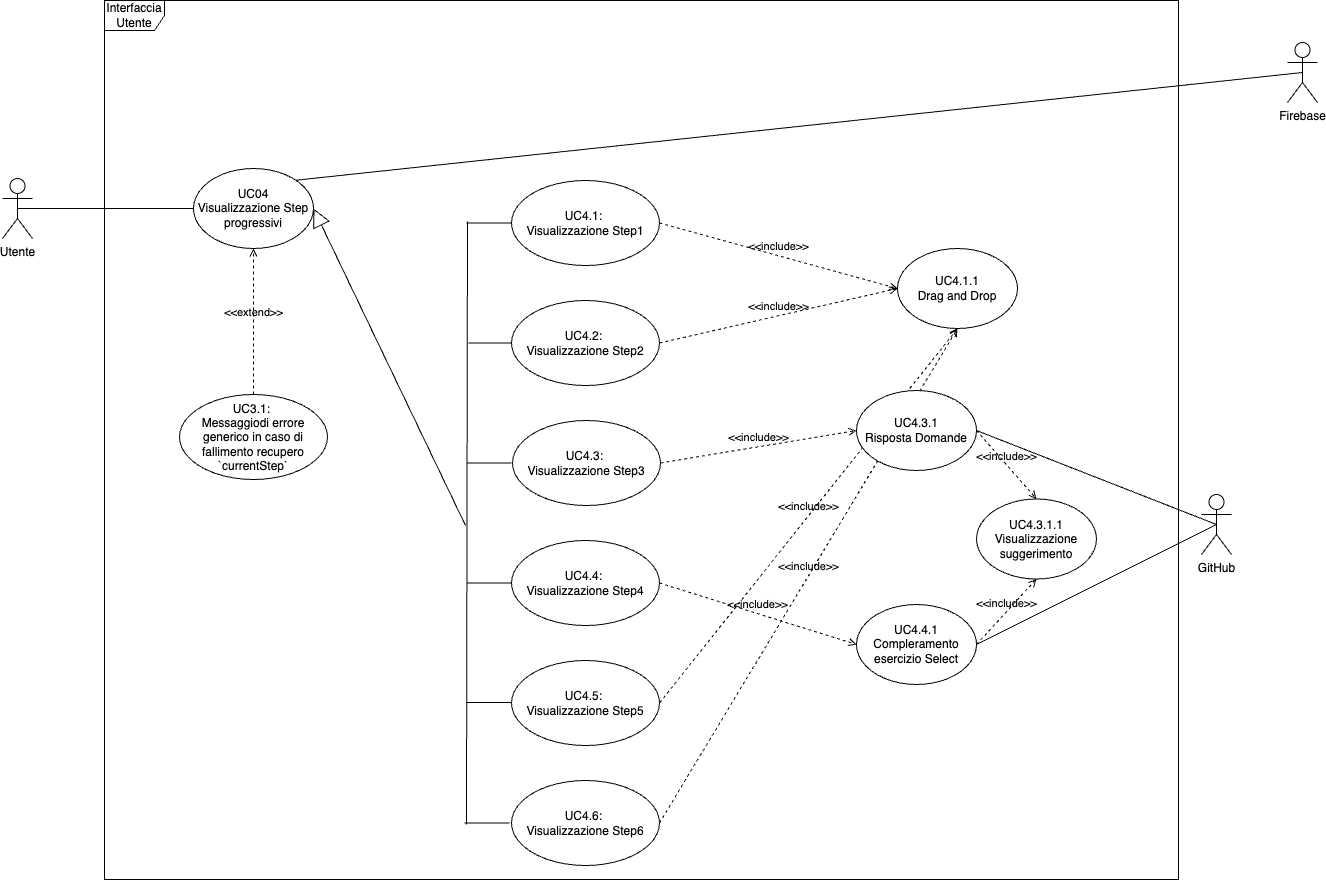 Interfaccia
Utente
Firebase
Utente
UC04
Visualizzazione Step
progressivi
<<extend>>
UC3.1:
Messaggiodi errore
generico in caso di
fallimento recupero
`currentStep`
UC4.1:
Visualizzazione Step1
<<include>>
UC4.1.1
Drag and Drop
UC4.2:
Visualizzazione Step2
<<include>>
UC4.3:
Visualizzazione Step3
<<include>>
UC4.3.1
Risposta Domande
<<include>>
<<include>>
<<include>>
UC4.3.1.1
Visualizzazione
suggerimento
GitHub
UC4.4:
Visualizzazione Step4
<<include>>
<<include>>
UC4.4.1
Compleramento
esercizio Select
UC4.5:
Visualizzazione Step5
UC4.6:
Visualizzazione Step6